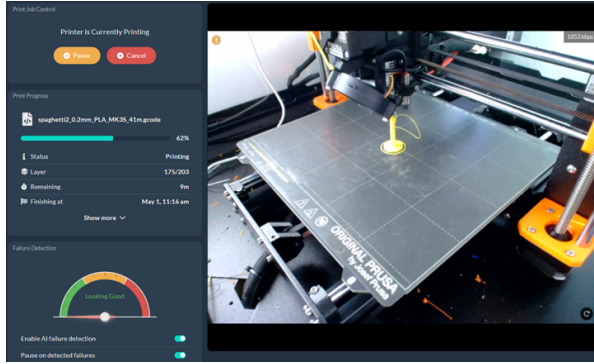 Print Job Control
Printer is Currently Printing
Pause
Cancel
Print Progress
spaghetti2_0.2mm_PLA_MK3S_41m.gcode
62%
Status
Printing
Layer
175/203
Remaining
9m
Finishing at
May 1, 11:16 am
Show more
Failure Detection
Looking Good
Enable AI failure detection
Pause on detected failures
1853 kbps
ORIGINAL PRUSA
by Josef Prusa